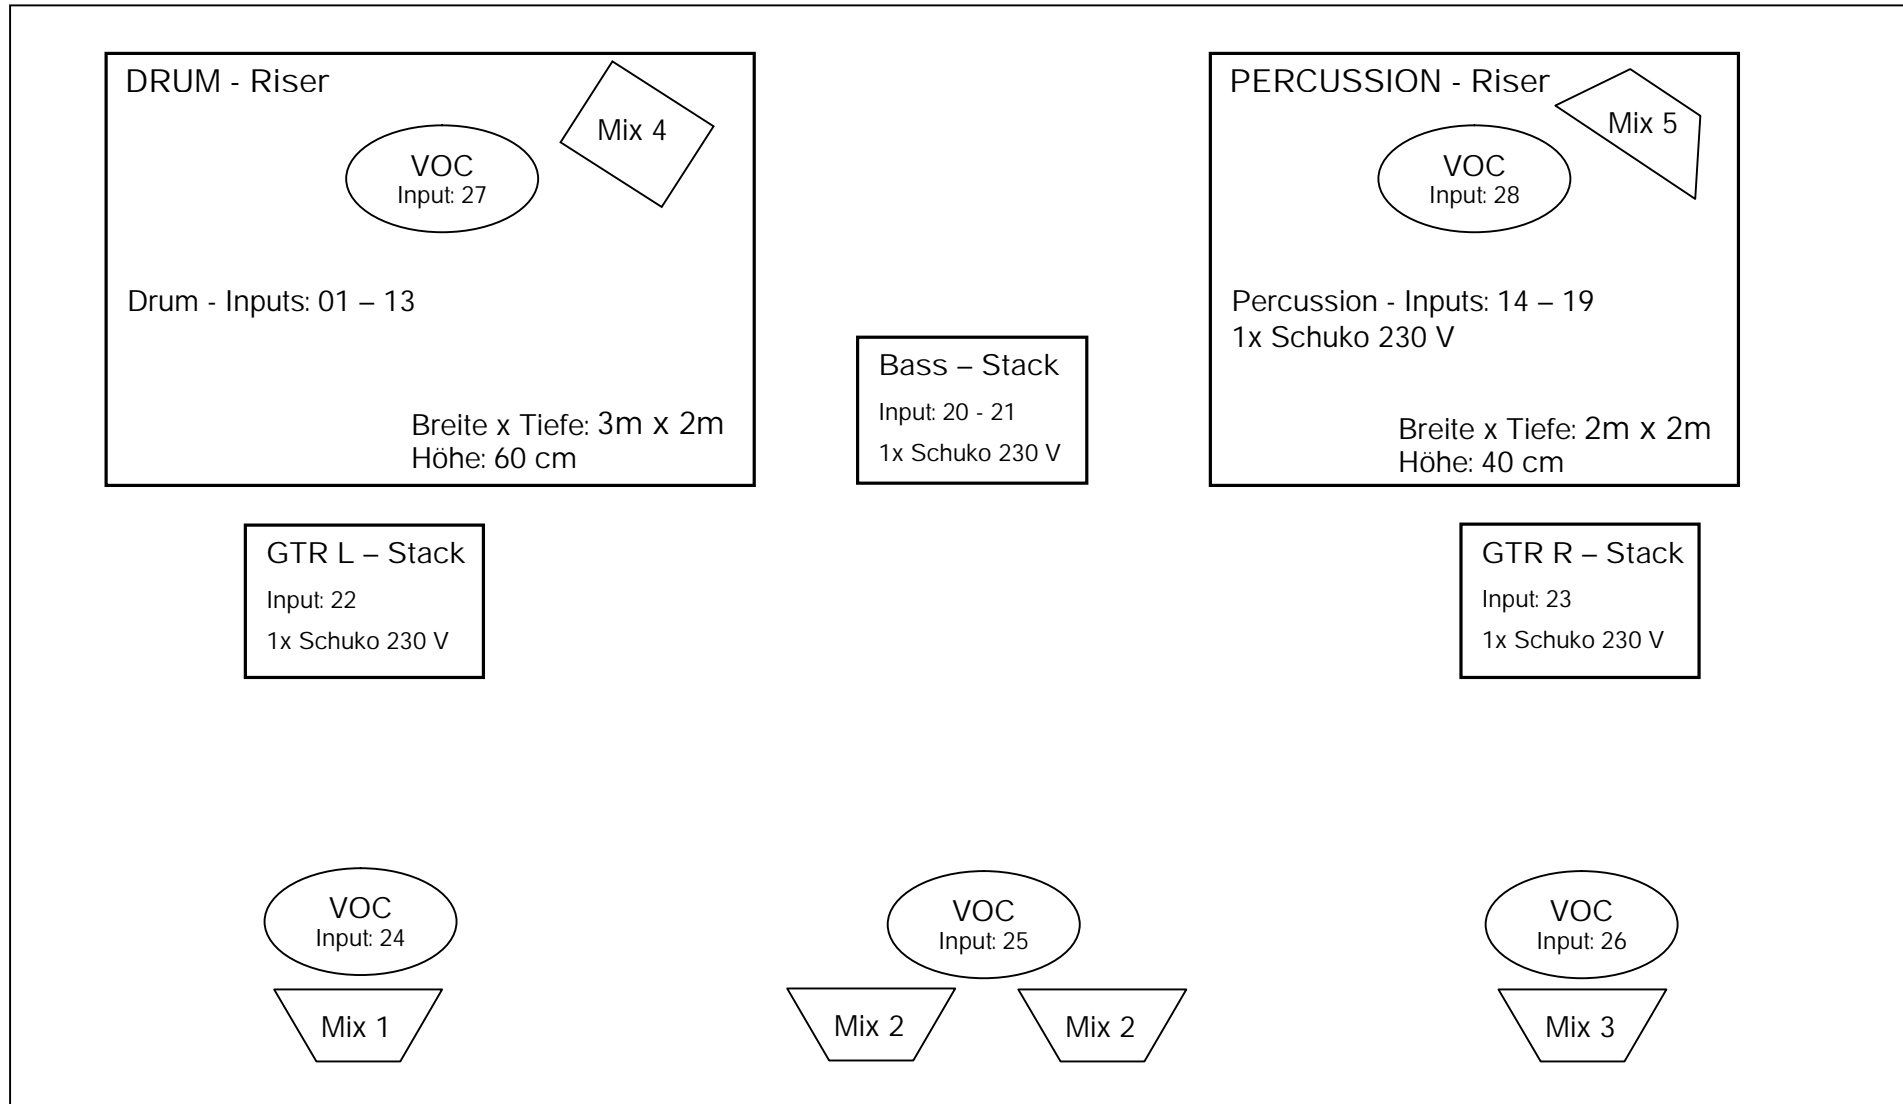 DRUM - Riser
Mix 4
VOC
Input: 27
Drum - Inputs: 01 – 13
Breite x Tiefe: 3m x 2m
Höhe: 60 cm
PERCUSSION - Riser
Mix 5
VOC
Input: 28
Percussion - Inputs: 14 – 19
1x Schuko 230 V
Breite x Tiefe: 2m x 2m
Höhe: 40 cm
Bass – Stack
Input: 20 - 21
1x Schuko 230 V
GTR L – Stack
Input: 22
1x Schuko 230 V
GTR R – Stack
Input: 23
1x Schuko 230 V
VOC
Input: 24
Mix 1
VOC
Input: 25
Mix 2
Mix 2
VOC
Input: 26
Mix 3